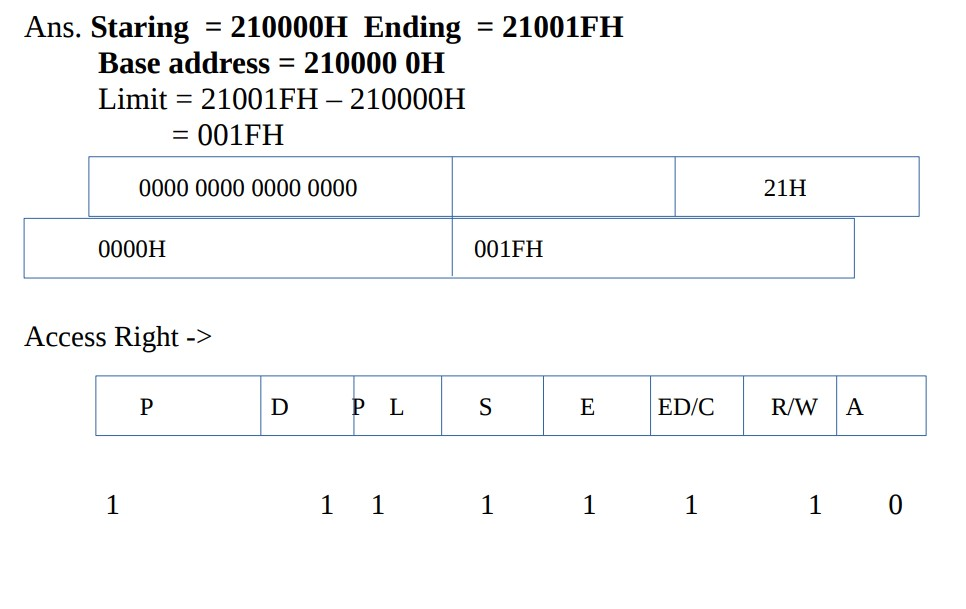 Ans. Staring = 210000H Ending = 21001FH
Base address = 210000 0H
Limit = 21001FH – 210000H
= 001FH
0000 0000 0000 0000 21H
0000H 001FH
Access Right ->
P D P L S E ED/C R/W A
1 1 1 1 1 1 1 0